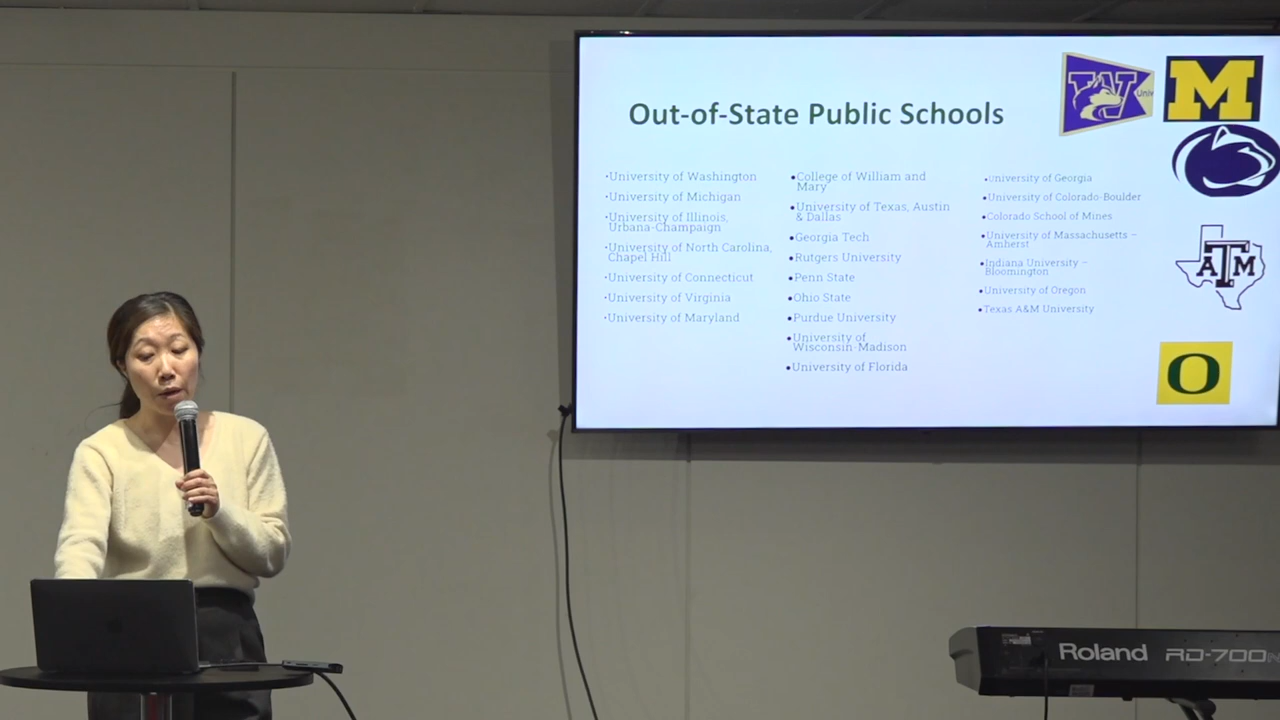 Out-of-State Public Schools
•University of Washington
•University of Michigan
•University of Illinois,
Urbana-Champaign
•University of North Carolina,
Chapel Hill
•University of Connecticut
•University of Virginia
•University of Maryland
•College of William and
Mary
•University of Texas, Austin
& Dallas
•Georgia Tech
•Rutgers University
•Penn State
•Ohio State
•Purdue University
•University of
Wisconsin-Madison
•University of Florida
•University of Georgia
•University of Colorado-Boulder
•Colorado School of Mines
•University of Massachusetts –
Amherst
•Indiana University –
Bloomington
•University of Oregon
•Texas A&M University
W
M
ATM
O
Roland RD-700